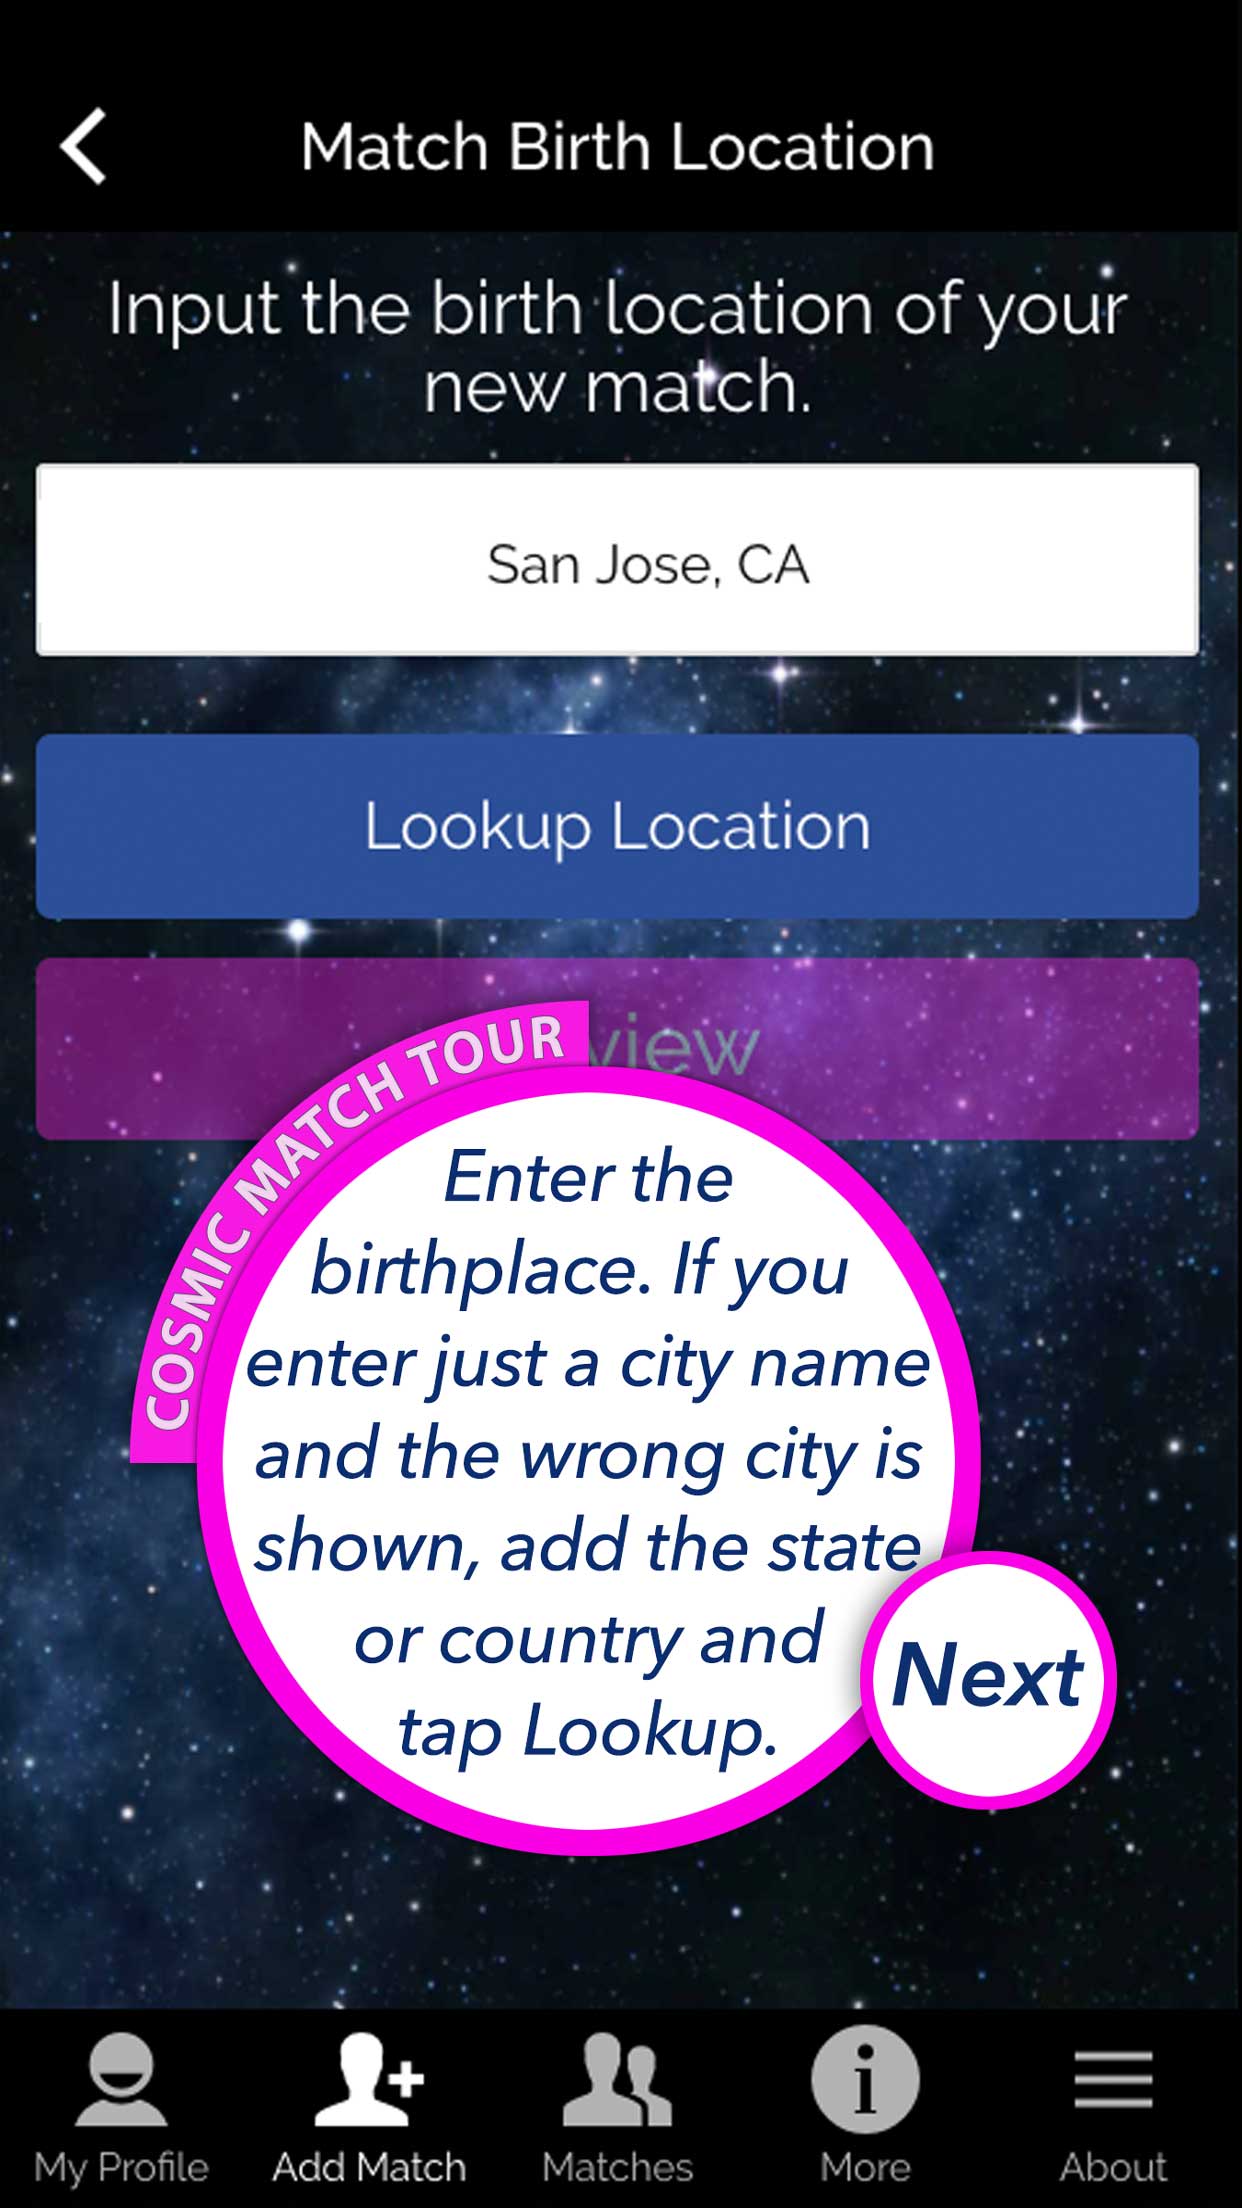 Match Birth Location
Input the birth location of your
new match.
San Jose, CA
Lookup Location
COSMIC MATCH TOUR
Enter the
birthplace. If you
enter just a city name
and the wrong city is
shown, add the state
or country and
tap Lookup.
Next
My Profile
Add Match
Matches
More
About